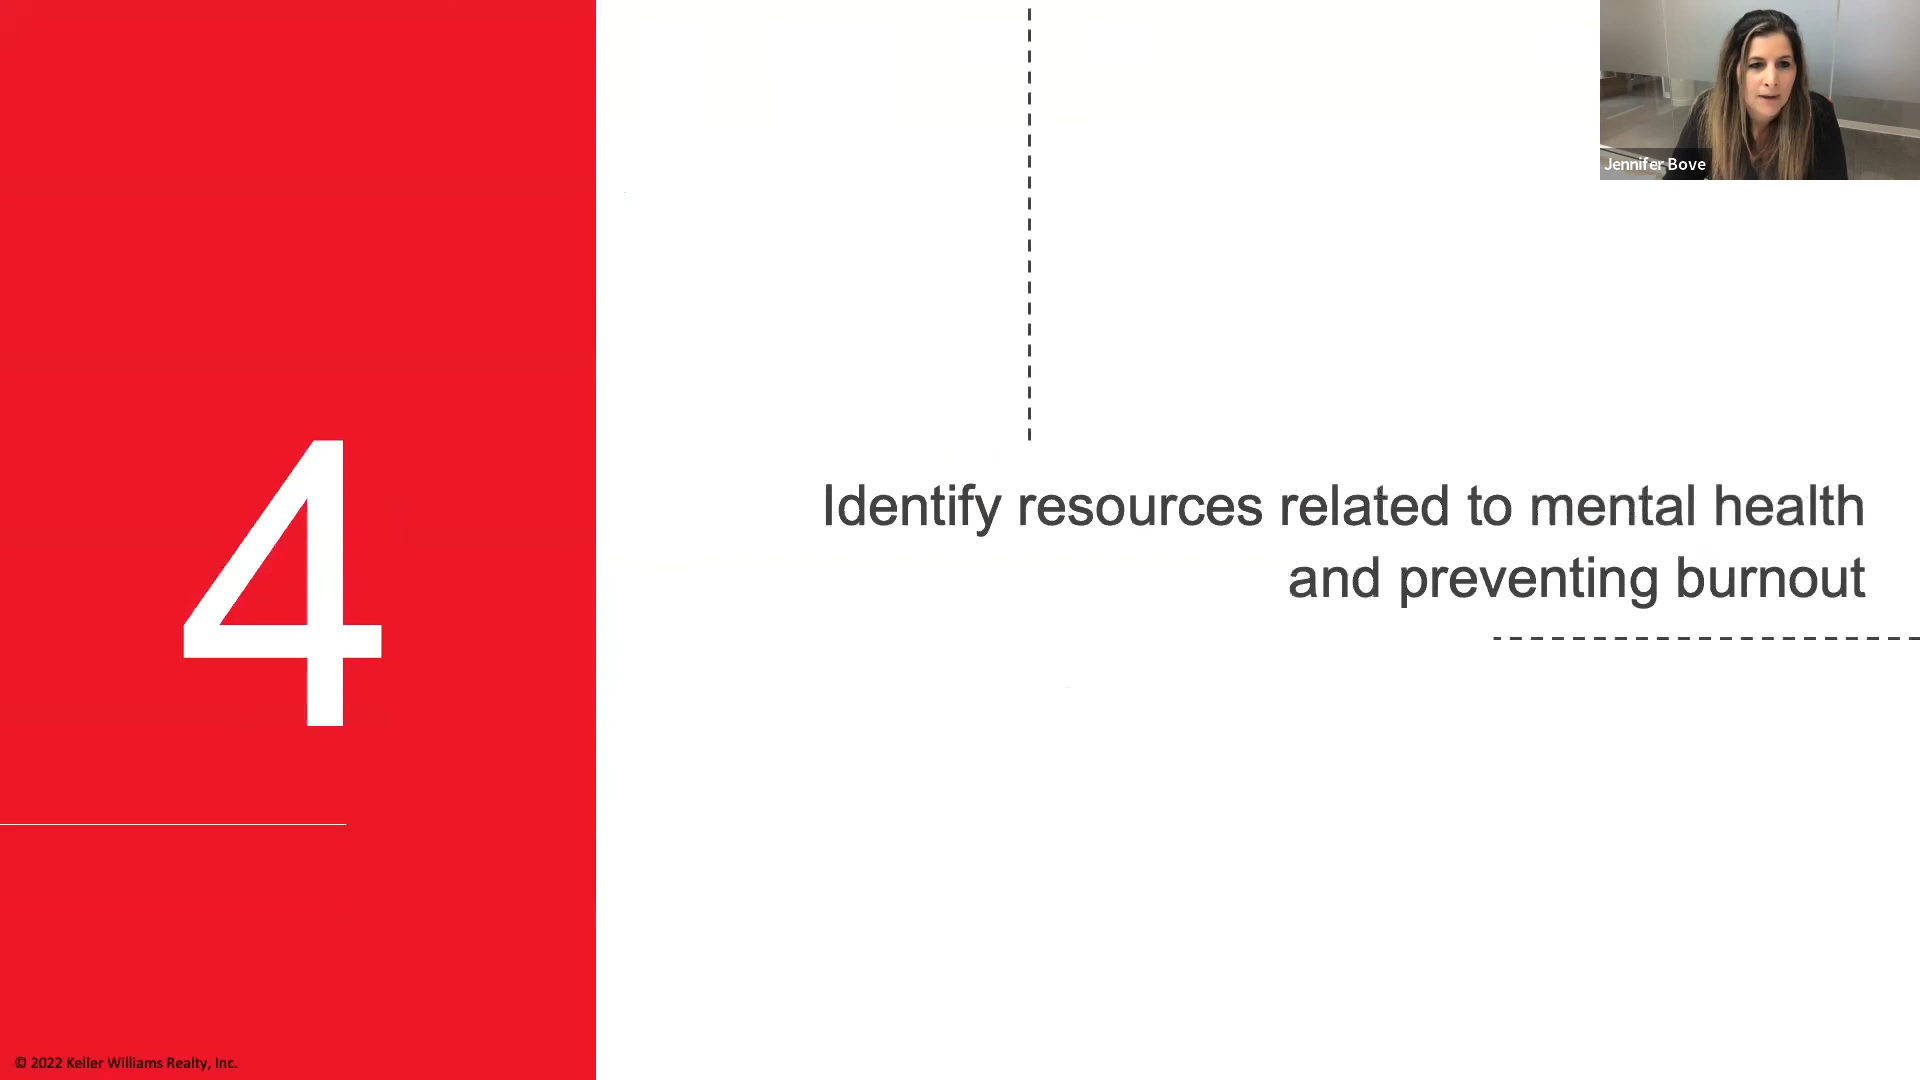 Jennifer Bove
4
Identify resources related to mental health
and preventing burnout
© 2022 Keller Williams Realty, Inc.